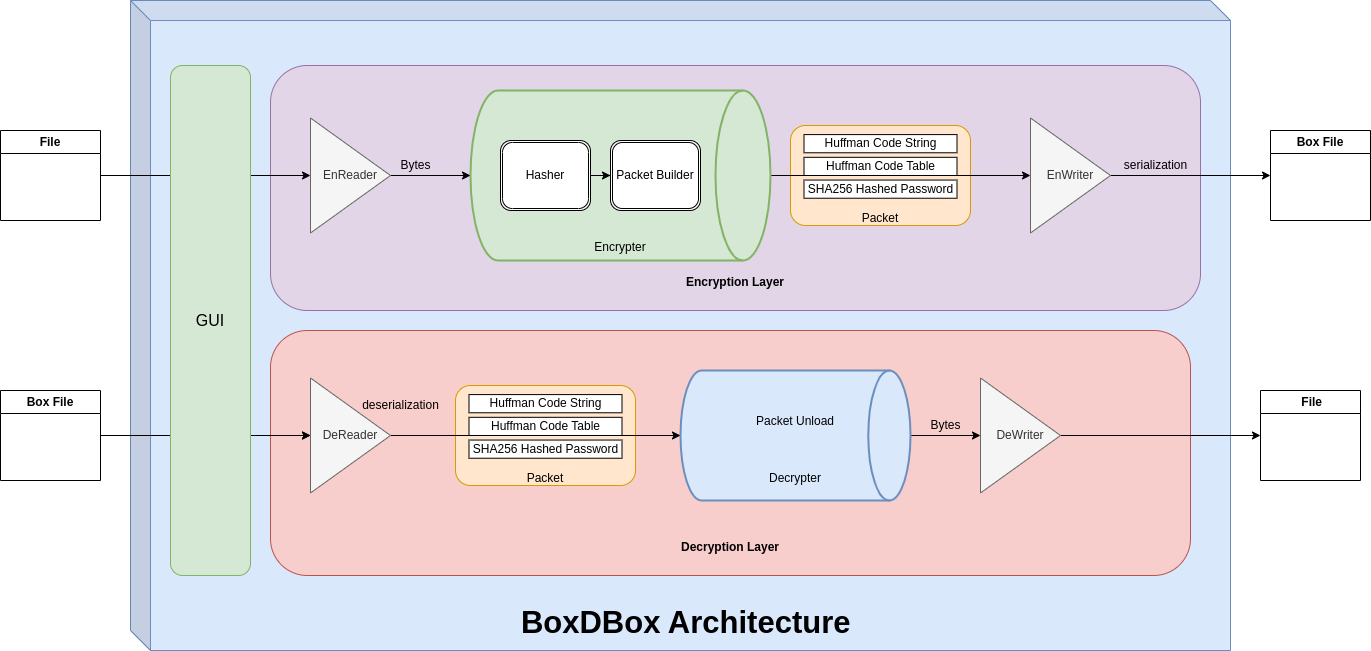 File
EnReader
Bytes
Hasher
Packet Builder
Encrypter
Huffman Code String
Huffman Code Table
SHA256 Hashed Password
Packet
EnWriter
serialization
Box File
Encryption Layer
GUI
Box File
DeReader
deserialization
Huffman Code String
Huffman Code Table
SHA256 Hashed Password
Packet
Packet Unload
Decrypter
Bytes
DeWriter
File
Decryption Layer
BoxDBox Architecture